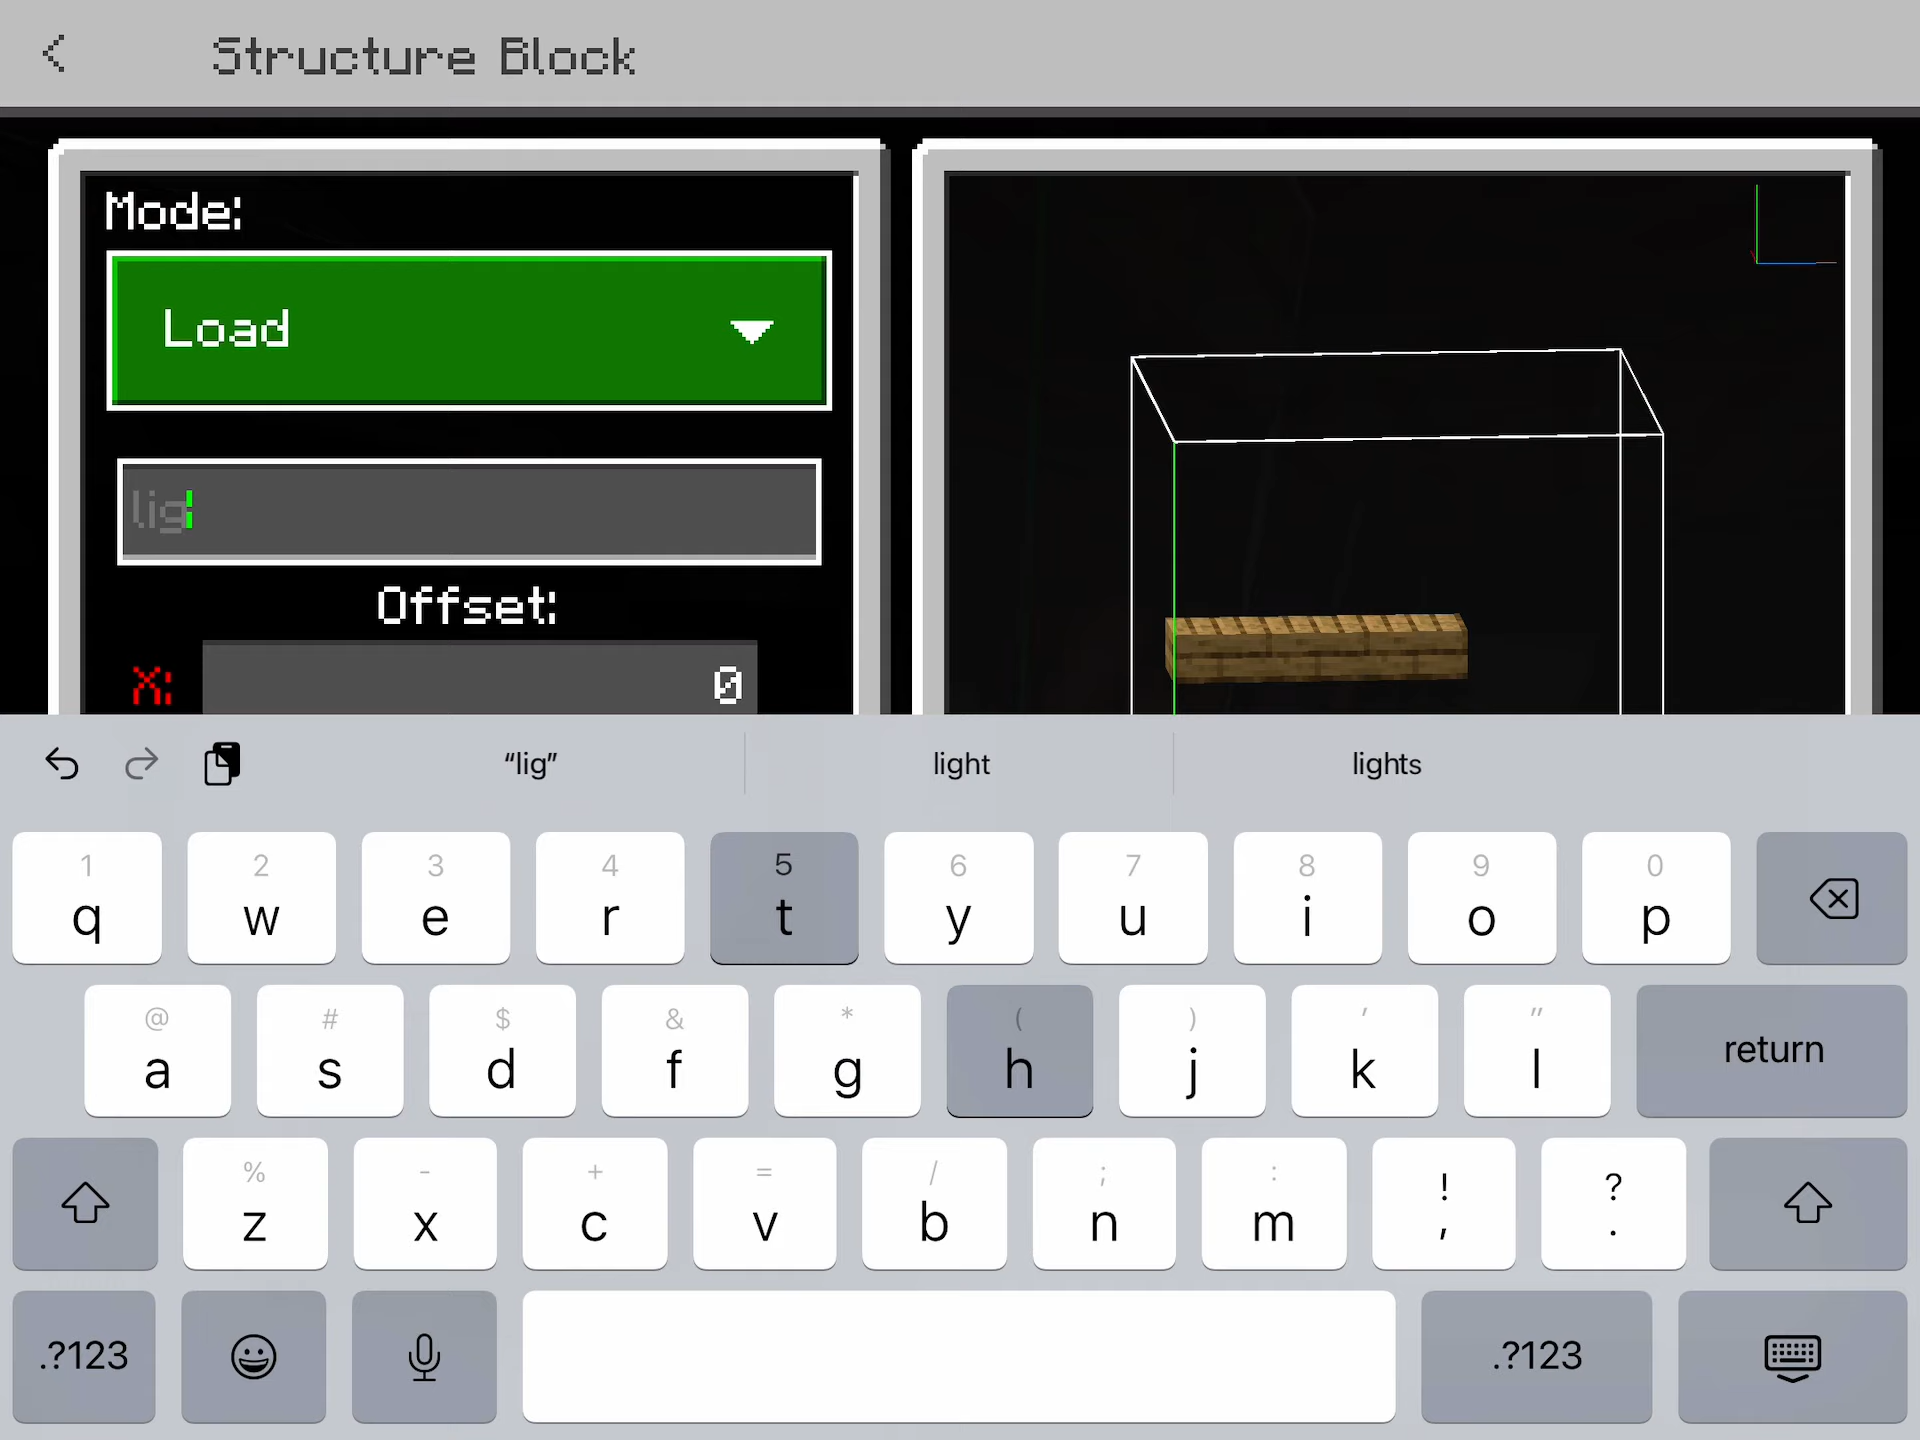 Structure Block
Mode:
Load
lig
Offset:
X: 0
“lig” light lights
1 2 3 4 5 6 7 8 9 0
q w e r t y u i o p
@ # $ & * ( ) ' "
a s d f g h j k l return
% - + = / ; : ! ?
z x c v b n m , .
.?123 .?123